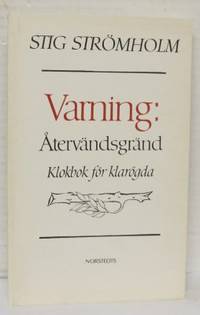 STIG STRÖMHOLM
Varning:
Återvändsgränd
Klokbok för klarögda
NORSTEDTS